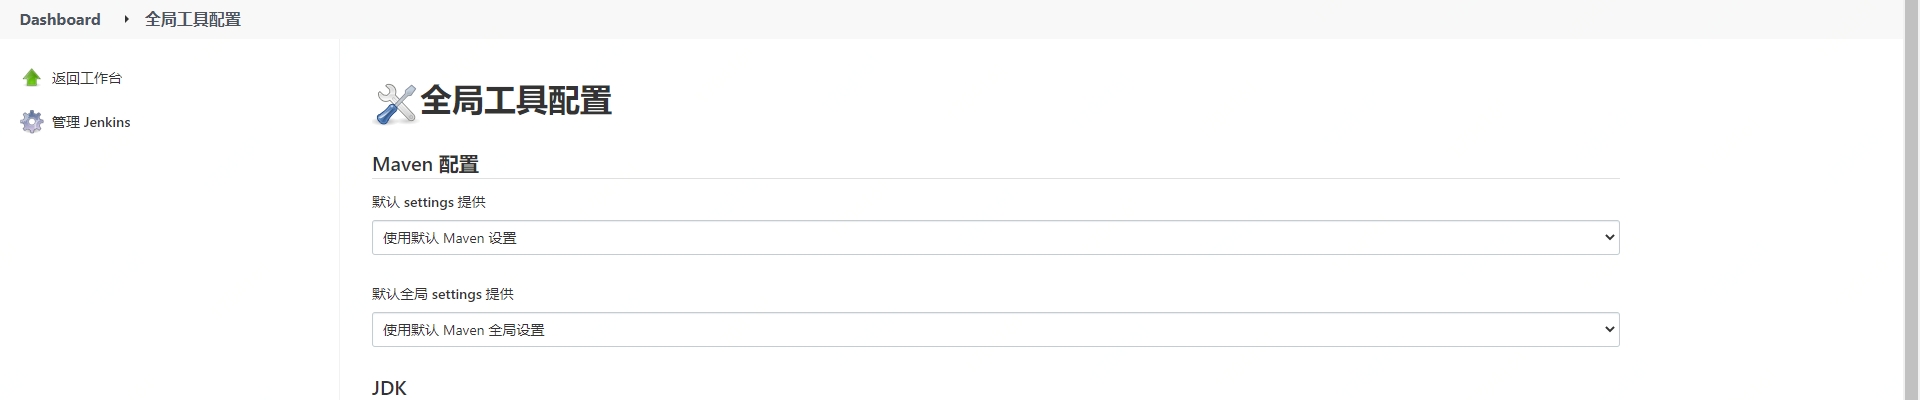 Dashboard 全局工具配置
返回工作台
管理 Jenkins
全局工具配置
Maven 配置
默认 settings 提供
使用默认 Maven 设置
默认全局 settings 提供
使用默认 Maven 全局设置
JDK